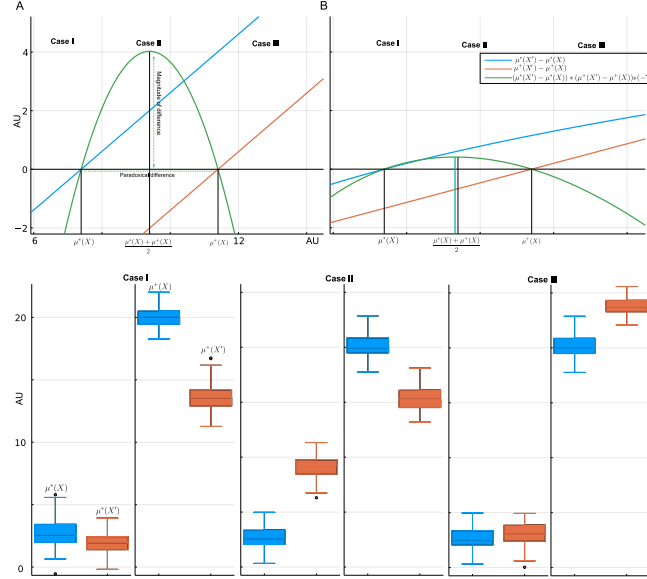 A
B
Case I
Case II
Case III
Case I
Case II
Case III
μ*(X′) − μ*(X)
μ⁺(X′) − μ⁺(X)
(μ*(X′) − μ*(X)) * (μ⁺(X′) − μ⁺(X))*(−
4
2
0
−2
AU
Magnitude of difference
Paradoxical difference
6
μ*(X)
μ*(X) + μ⁺(X)
2
μ⁺(X)
12
AU
μ*(X)
μ*(X) + μ⁺(X)
2
μ⁺(X)
Case I
Case II
Case III
μ⁺(X)
20
μ⁺(X′)
AU
10
μ*(X)
μ*(X′)
0